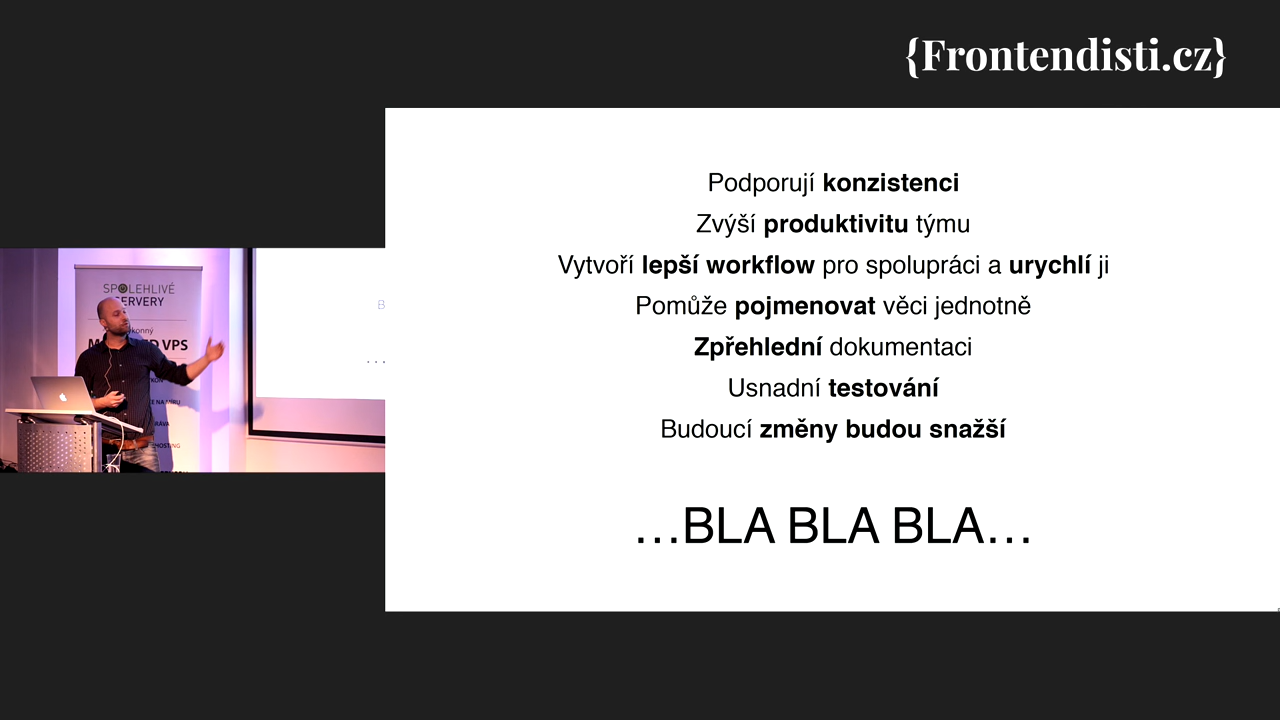 {Frontendisti.cz}
Podporují konzistenci
Zvýší produktivitu týmu
Vytvoří lepší workflow pro spolupráci a urychlí ji
Pomůže pojmenovat věci jednotně
Zpřehlední dokumentaci
Usnadní testování
Budoucí změny budou snažší
...BLA BLA BLA...
SPOLEHLIVÉ
SERVERY
VPS